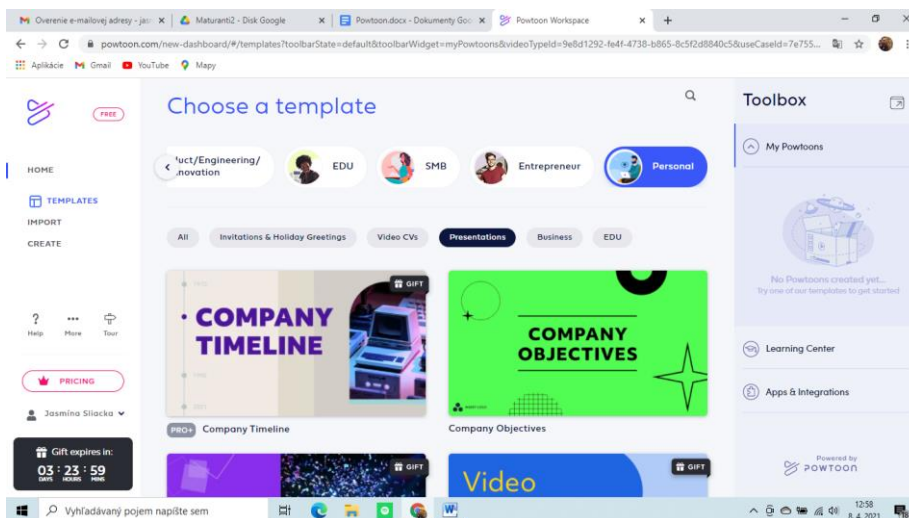 Overenie e-mailovej adresy - jasm
Maturanti2 - Disk Google
Powtoon.docx - Dokumenty Goo
Powtoon Workspace
powtoon.com/new-dashboard/#/templates?toolbarState=default&toolbarWidget=myPowtoons&videoTypeId=9e8d1292-fe4f-4738-b865-8c5f2d8840c5&useCaseId=7e755...
Aplikácie Gmail YouTube Mapy
FREE
HOME
TEMPLATES
IMPORT
CREATE
? ...
Help More Tour
PRICING
Jasmina Sliacka
Gift expires in:
03 : 23 : 59
DAYS HOURS MINS
Choose a template
/Engineering/
EDU
SMB
Entrepreneur
Personal
All Invitations & Holiday Greetings Video CVs Presentations Business EDU
GIFT
COMPANY
TIMELINE
PRO+ Company Timeline
COMPANY
OBJECTIVES
Company Objectives
GIFT
Video
GIFT
Toolbox
My Powtoons
No Powtoons created yet...
Try one of our templates to get started
Learning Center
Apps & Integrations
Powered by
POWTOON
Vyhľadávaný pojem napíšte sem
12:58
8. 4. 2021